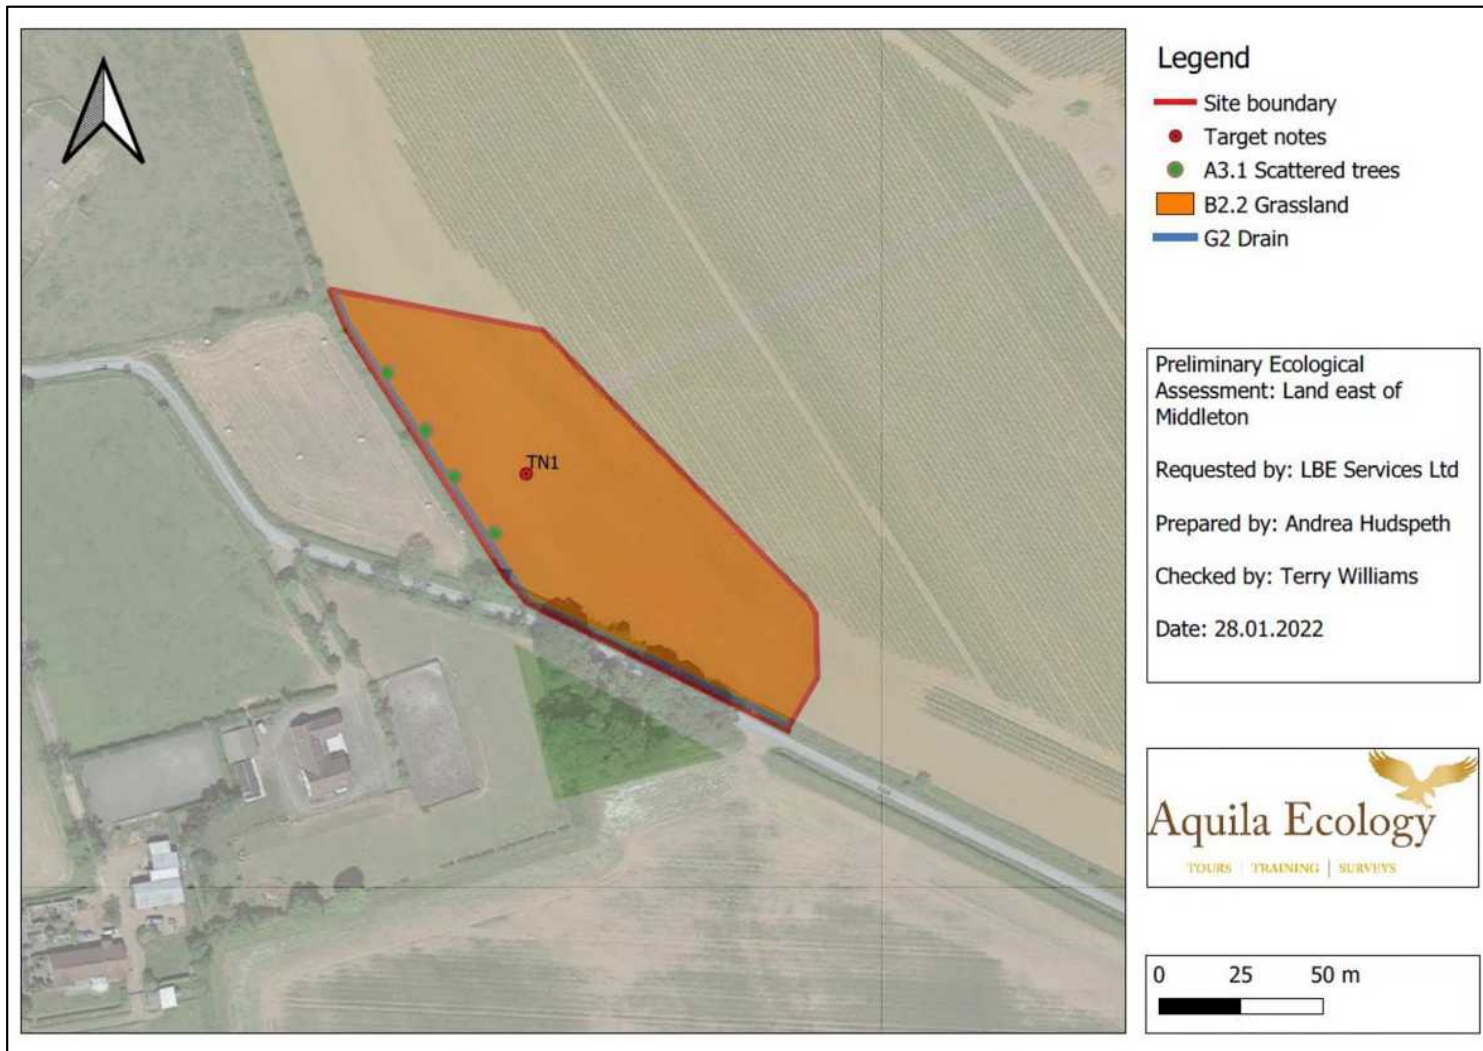 Legend
Site boundary
Target notes
A3.1 Scattered trees
B2.2 Grassland
G2 Drain
TN1
Preliminary Ecological
Assessment: Land east of
Middleton
Requested by: LBE Services Ltd
Prepared by: Andrea Hudspeth
Checked by: Terry Williams
Date: 28.01.2022
Aquila Ecology
TOURS | TRAINING | SURVEYS
0 25 50 m